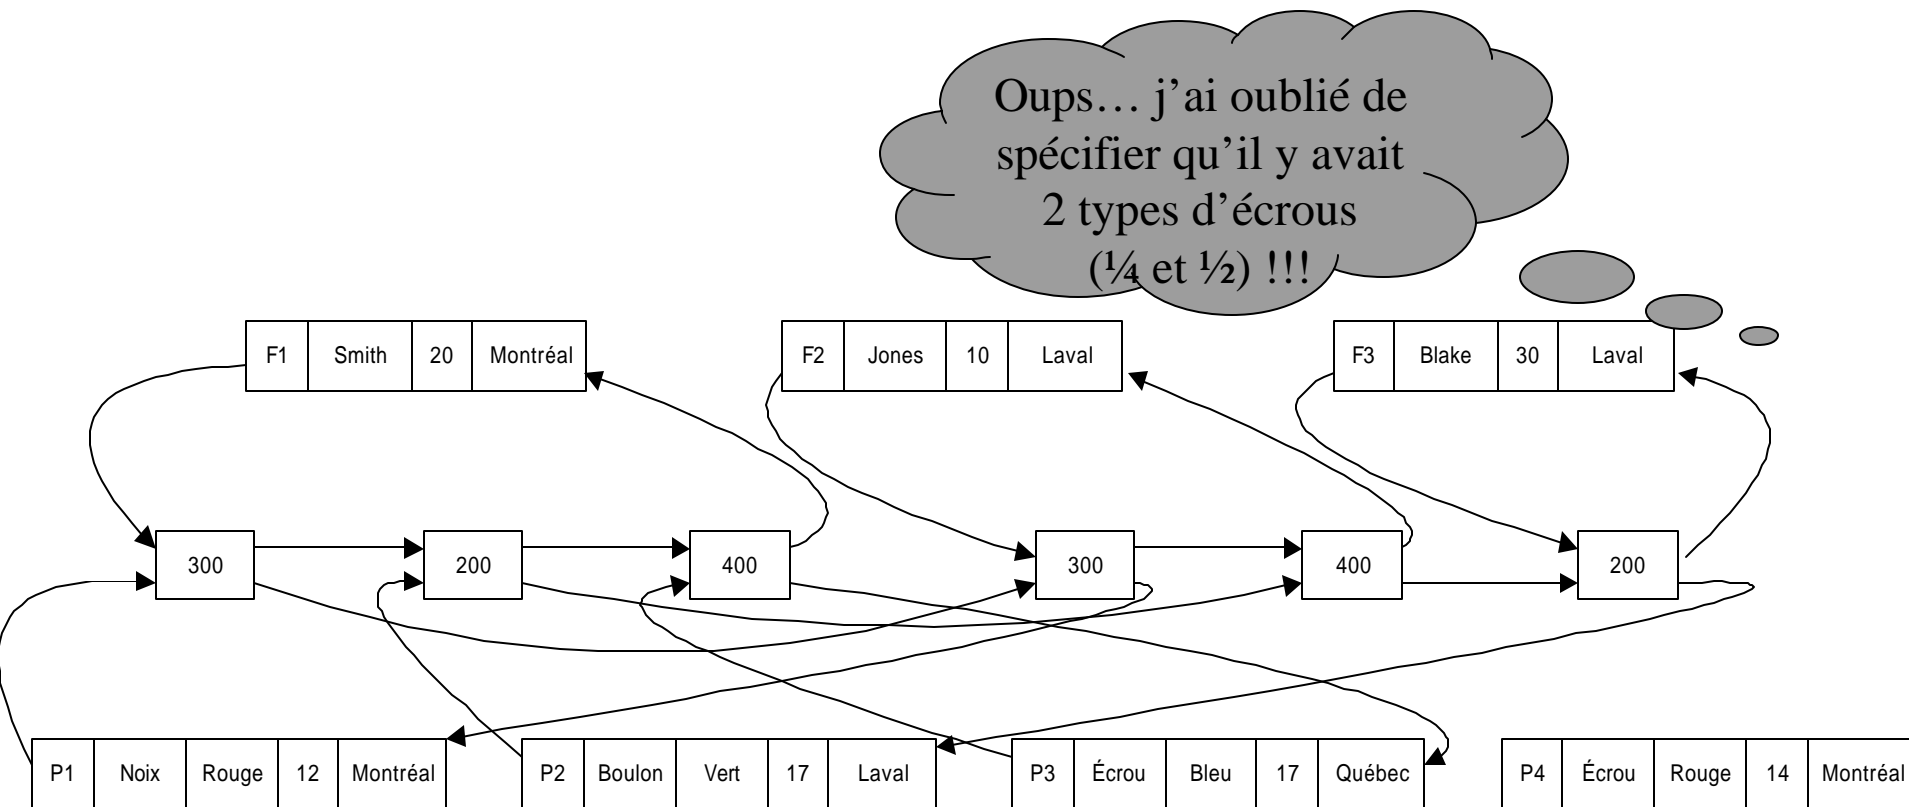 Oups… j’ai oublié de
spécifier qu’il y avait
2 types d’écrous
(¼ et ½) !!!
F1 Smith 20 Montréal
F2 Jones 10 Laval
F3 Blake 30 Laval
300 200 400 300 400 200
P1 Noix Rouge 12 Montréal
P2 Boulon Vert 17 Laval
P3 Écrou Bleu 17 Québec
P4 Écrou Rouge 14 Montréal